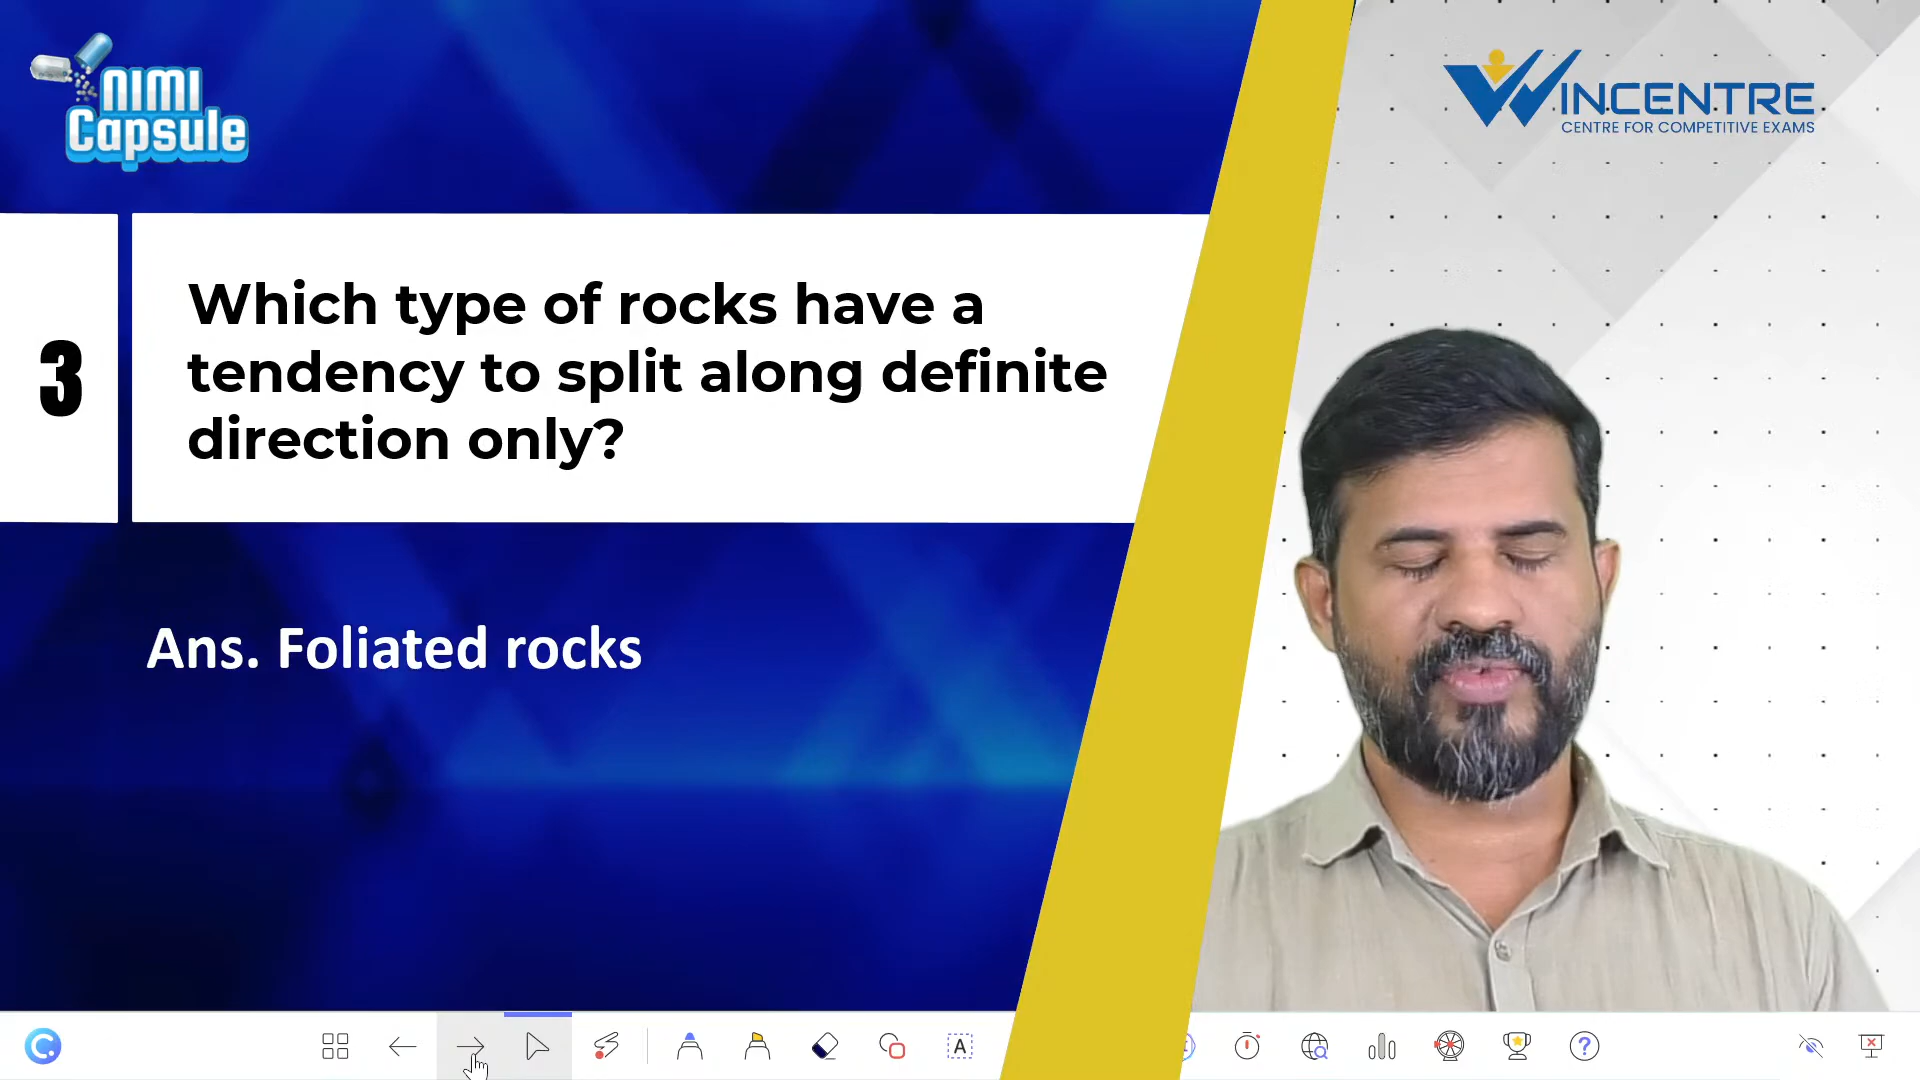 NIMI
Capsule
WINCENTRE
CENTRE FOR COMPETITIVE EXAMS
3
Which type of rocks have a
tendency to split along definite
direction only?
Ans. Foliated rocks
A
?